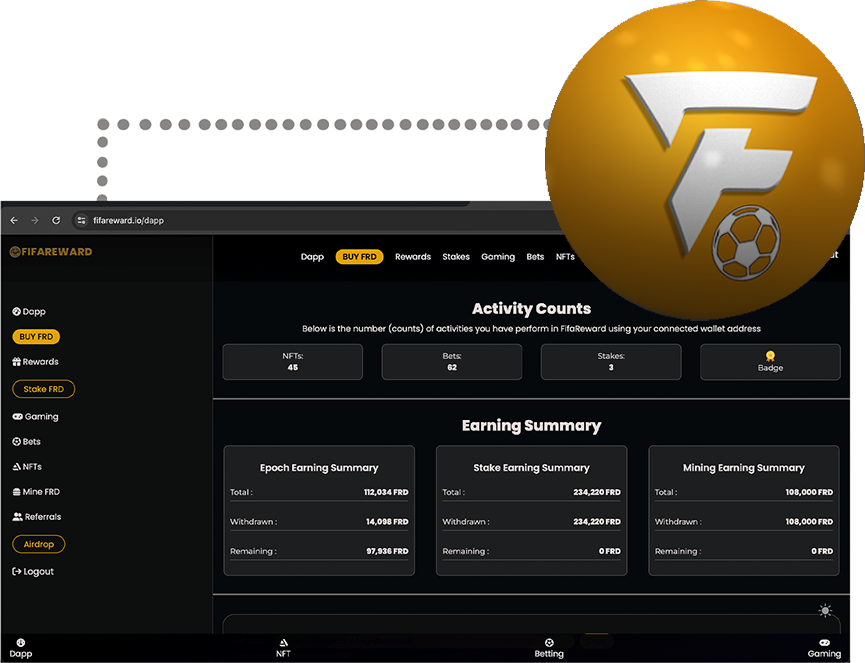 fifareward.io/dapp
FIFAREWARD
Dapp BUY FRD Rewards Stakes Gaming Bets NFTs
Dapp
BUY FRD
Rewards
Stake FRD
Gaming
Bets
NFTs
Mine FRD
Referrals
Airdrop
Logout
Activity Counts
Below is the number (counts) of activities you have perform in FifaReward using your connected wallet address
NFTs: Bets: Stakes:
45 62 3 Badge
Earning Summary
Epoch Earning Summary Stake Earning Summary Mining Earning Summary
Total : 112,034 FRD Total : 234,220 FRD Total : 108,000 FRD
Withdrawn : 14,098 FRD Withdrawn : 234,220 FRD Withdrawn : 108,000 FRD
Remaining : 97,936 FRD Remaining : 0 FRD Remaining : 0 FRD
Dapp NFT Betting Gaming